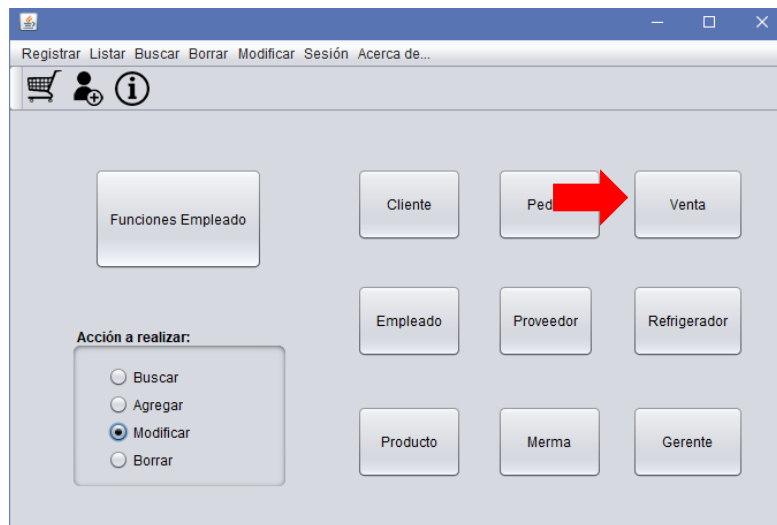 Registrar Listar Buscar Borrar Modificar Sesión Acerca de...
Funciones Empleado
Cliente
Venta
Empleado
Proveedor
Refrigerador
Acción a realizar:
Buscar
Agregar
Modificar
Borrar
Producto
Merma
Gerente